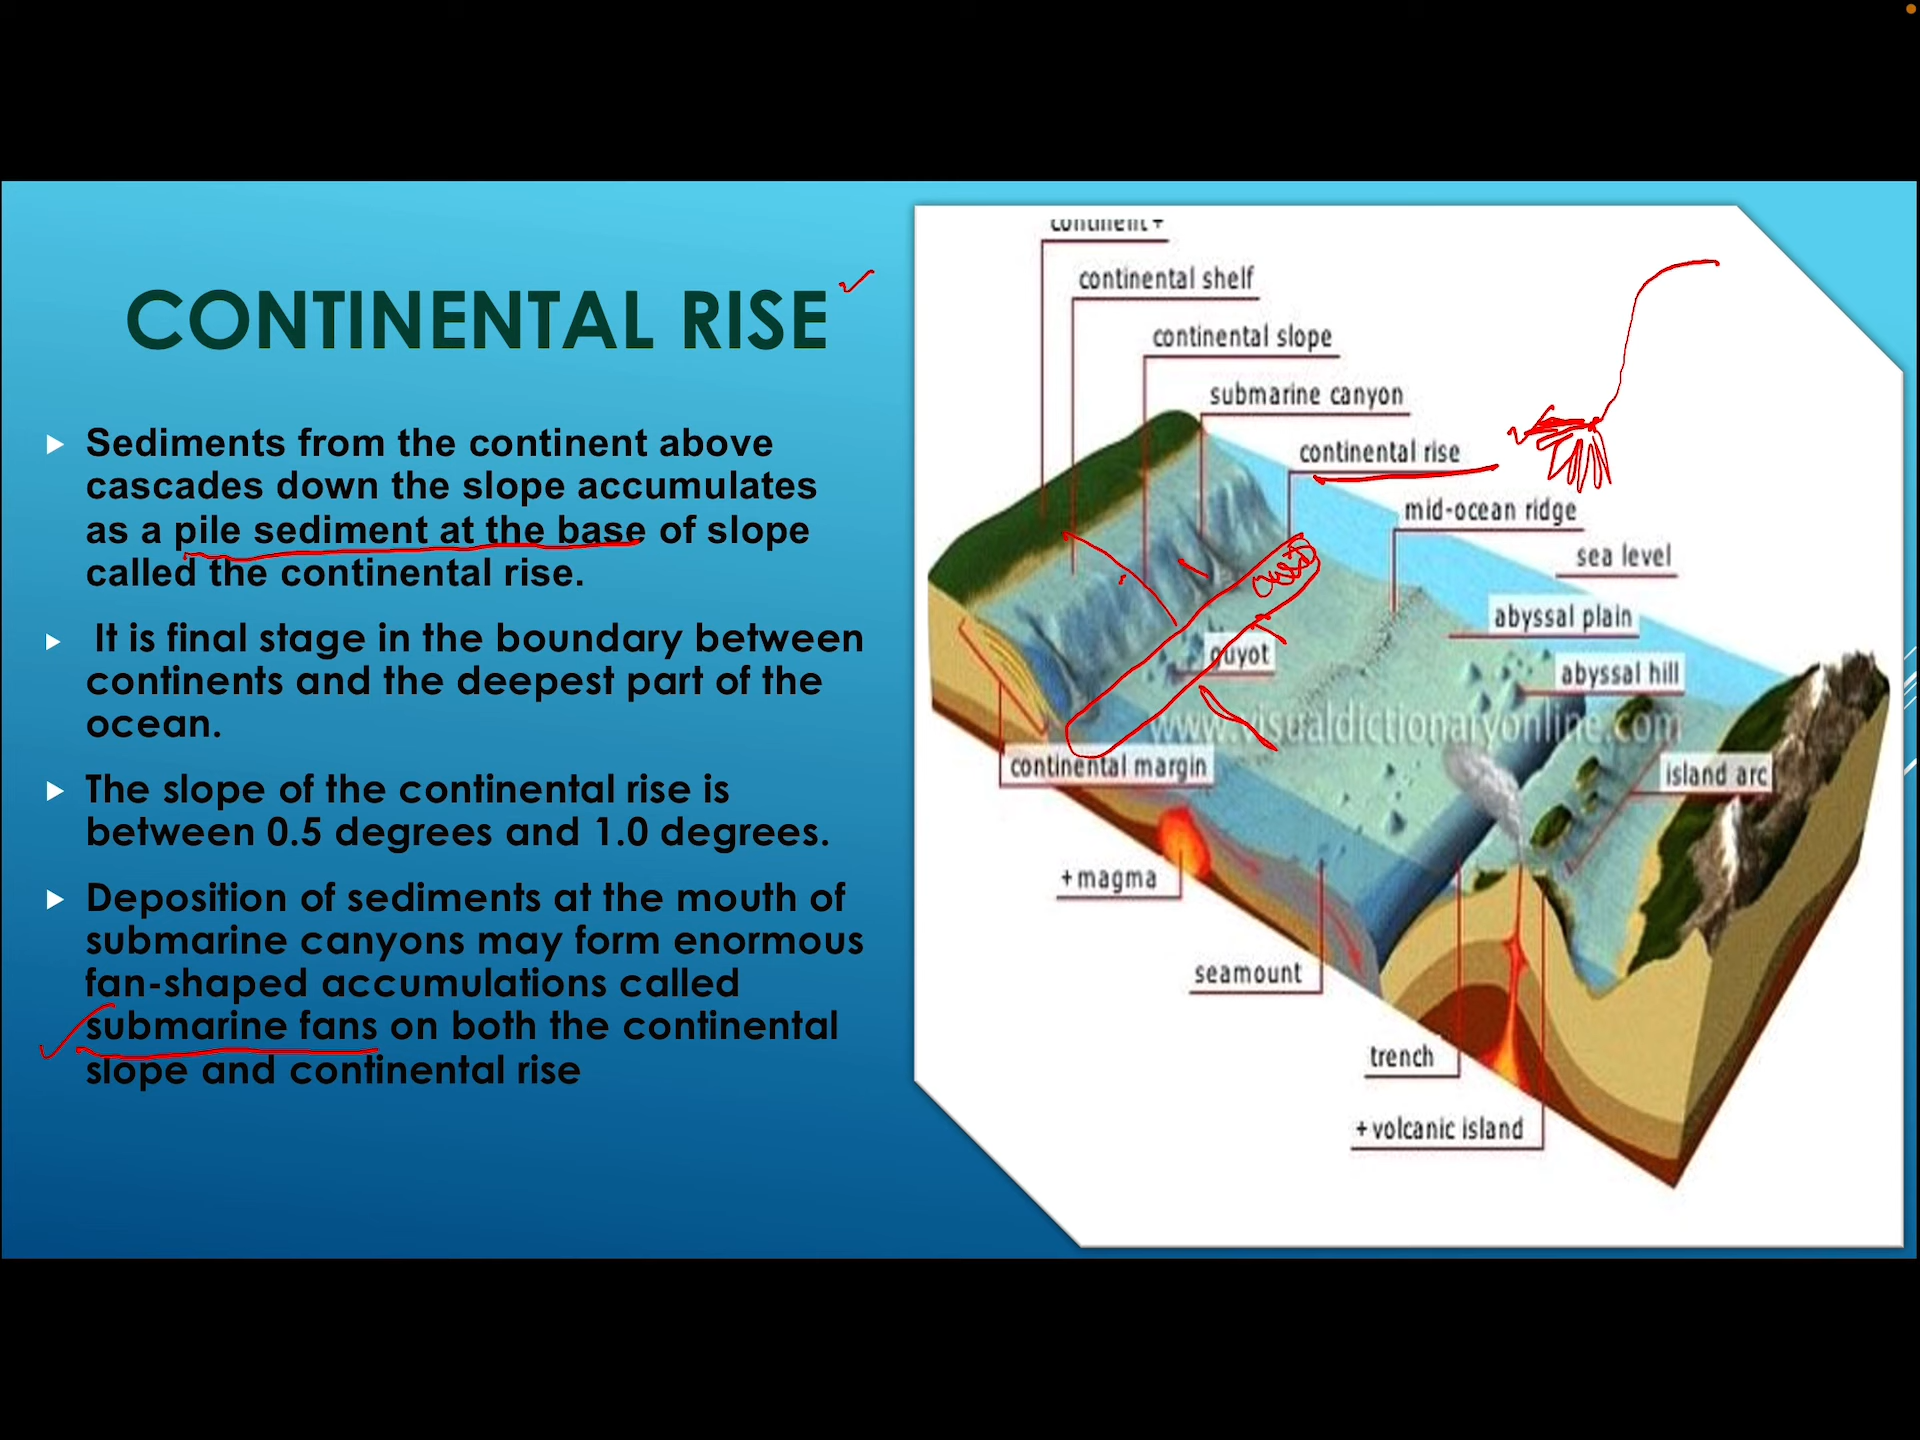 CONTINENTAL RISE
Sediments from the continent above
cascades down the slope accumulates
as a pile sediment at the base of slope
called the continental rise.
It is final stage in the boundary between
continents and the deepest part of the
ocean.
The slope of the continental rise is
between 0.5 degrees and 1.0 degrees.
Deposition of sediments at the mouth of
submarine canyons may form enormous
fan-shaped accumulations called
submarine fans on both the continental
slope and continental rise
continent +
continental shelf
continental slope
submarine canyon
continental rise
mid-ocean ridge
sea level
abyssal plain
guyot
abyssal hill
www.visualdictionaryonline.com
continental margin
island arc
+ magma
seamount
trench
+ volcanic island